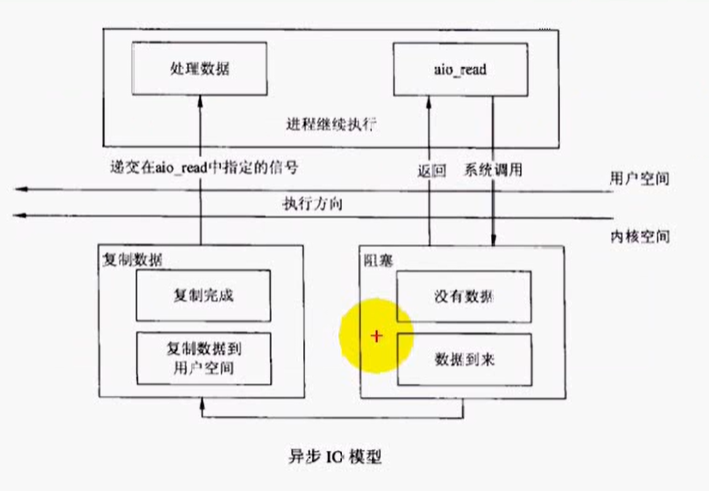 处理数据
aio_read
进程继续执行
递交在aio_read中指定的信号
返回
系统调用
用户空间
执行方向
内核空间
复制数据
阻塞
复制完成
没有数据
复制数据到
用户空间
数据到来
异步 IO 模型